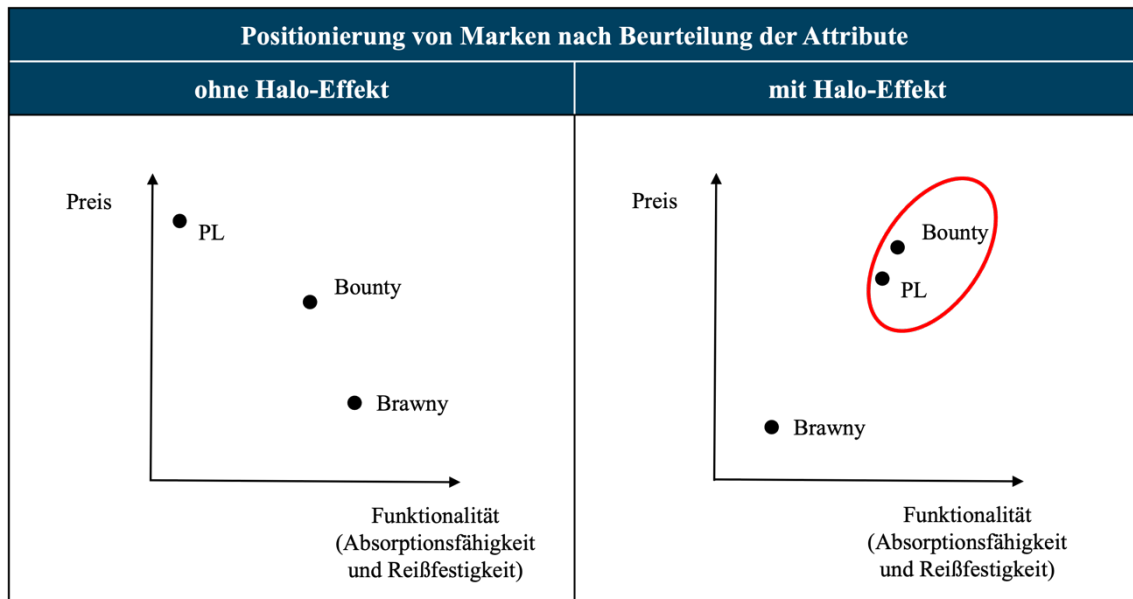 Positionierung von Marken nach Beurteilung der Attribute
ohne Halo-Effekt
mit Halo-Effekt
Preis
PL
Bounty
Brawny
Funktionalität
(Absorptionsfähigkeit
und Reißfestigkeit)
Preis
Bounty
PL
Brawny
Funktionalität
(Absorptionsfähigkeit
und Reißfestigkeit)